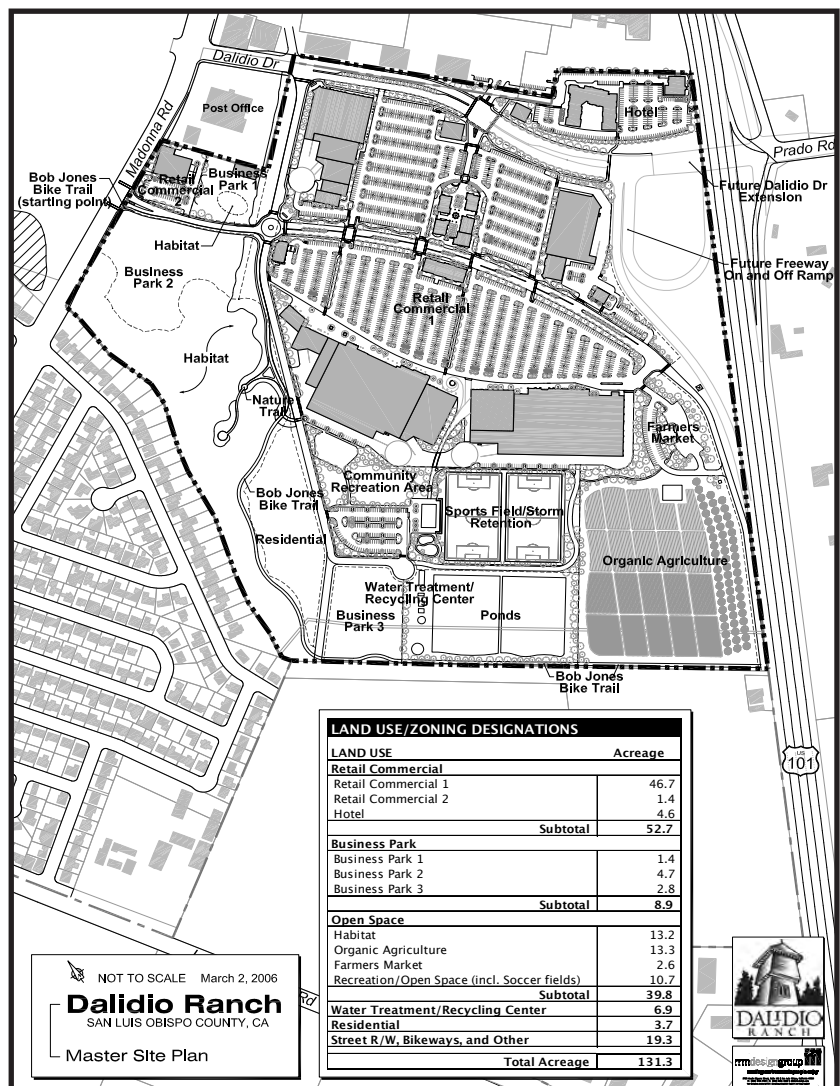 Dalidio Dr
Post Office
Madonna Rd
Hotel
Prado Rd
Bob Jones
Bike Trail
(starting point)
Retail
Commercial
2
Business
Park 1
Future Dalidio Dr
Extension
Habitat
Business
Park 2
Future Freeway
On and Off Ramp
Retail
Commercial
1
Habitat
Nature
Trail
Farmers
Market
Community
Recreation Area
Bob Jones
Bike Trail
Sports Field/Storm
Retention
Residential
Organic Agriculture
Water Treatment/
Recycling Center
Business
Park 3
Ponds
Bob Jones
Bike Trail
US
101
LAND USE/ZONING DESIGNATIONS
LAND USE Acreage
Retail Commercial
Retail Commercial 1 46.7
Retail Commercial 2 1.4
Hotel 4.6
Subtotal 52.7
Business Park
Business Park 1 1.4
Business Park 2 4.7
Business Park 3 2.8
Subtotal 8.9
Open Space
Habitat 13.2
Organic Agriculture 13.3
Farmers Market 2.6
Recreation/Open Space (incl. Soccer fields) 10.7
Subtotal 39.8
Water Treatment/Recycling Center 6.9
Residential 3.7
Street R/W, Bikeways, and Other 19.3
Total Acreage 131.3
NOT TO SCALE March 2, 2006
Dalidio Ranch
SAN LUIS OBISPO COUNTY, CA
Master Site Plan
Rd
DALIDIO
RANCH
rrmdesigngroup